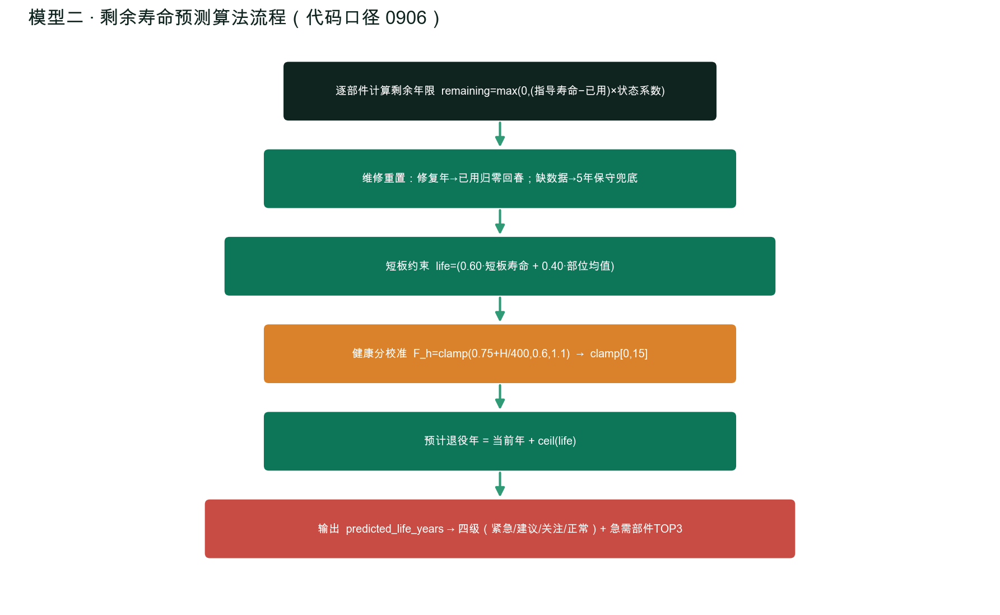 模型二 · 剩余寿命预测算法流程（代码口径 0906）
逐部件计算剩余年限  remaining=max(0,(指导寿命−已用)×状态系数)
维修重置：修复年→已用归零回春；缺数据→5年保守兜底
短板约束  life=(0.60·短板寿命 + 0.40·部位均值)
健康分校准  F_h=clamp(0.75+H/400,0.6,1.1)  →  clamp[0,15]
预计退役年 = 当前年 + ceil(life)
输出  predicted_life_years→四级（紧急/建议/关注/正常）+ 急需部件TOP3